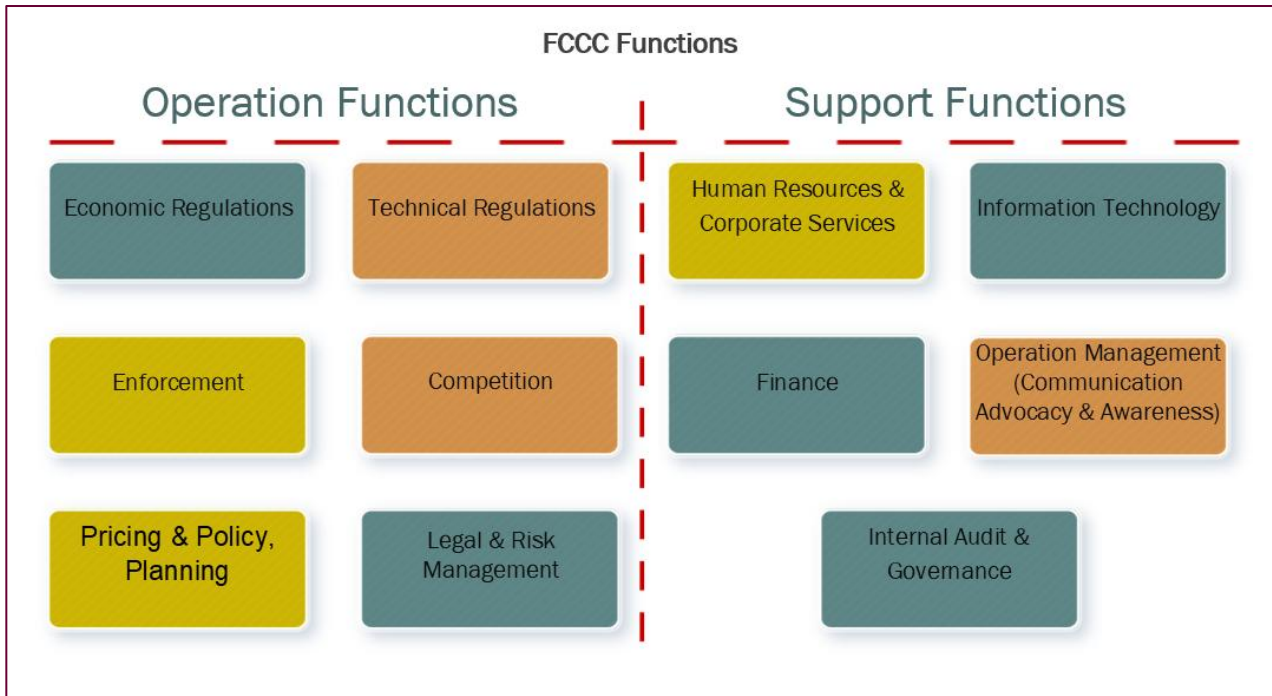 FCCC Functions
Operation Functions
Support Functions
Economic Regulations
Technical Regulations
Human Resources &
Corporate Services
Information Technology
Enforcement
Competition
Finance
Operation Management
(Communication
Advocacy & Awareness)
Pricing & Policy,
Planning
Legal & Risk
Management
Internal Audit &
Governance